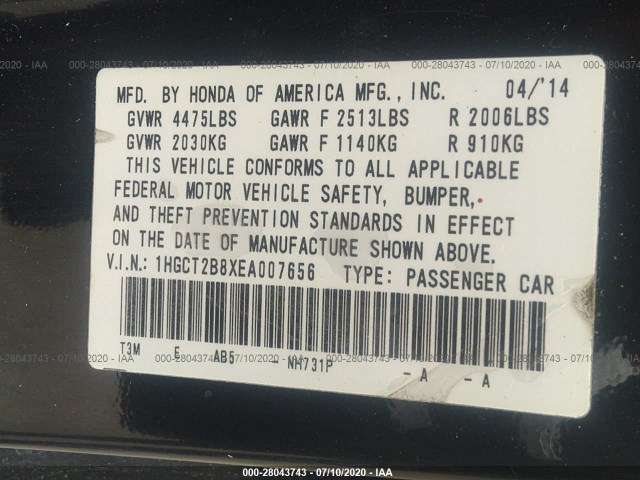 000-28043743 - 07/10/2020 - IAA
MFD. BY HONDA OF AMERICA MFG., INC. 04/'14
GVWR 4475LBS GAWR F 2513LBS R 2006LBS
GVWR 2030KG GAWR F 1140KG R 910KG
THIS VEHICLE CONFORMS TO ALL APPLICABLE
FEDERAL MOTOR VEHICLE SAFETY, BUMPER,
AND THEFT PREVENTION STANDARDS IN EFFECT
ON THE DATE OF MANUFACTURE SHOWN ABOVE.
V.I.N.: 1HGCT2B8XEA007656 TYPE: PASSENGER CAR
T3M E AB5 - NH731P - A - A
000-28043743 - 07/10/2020 - IAA